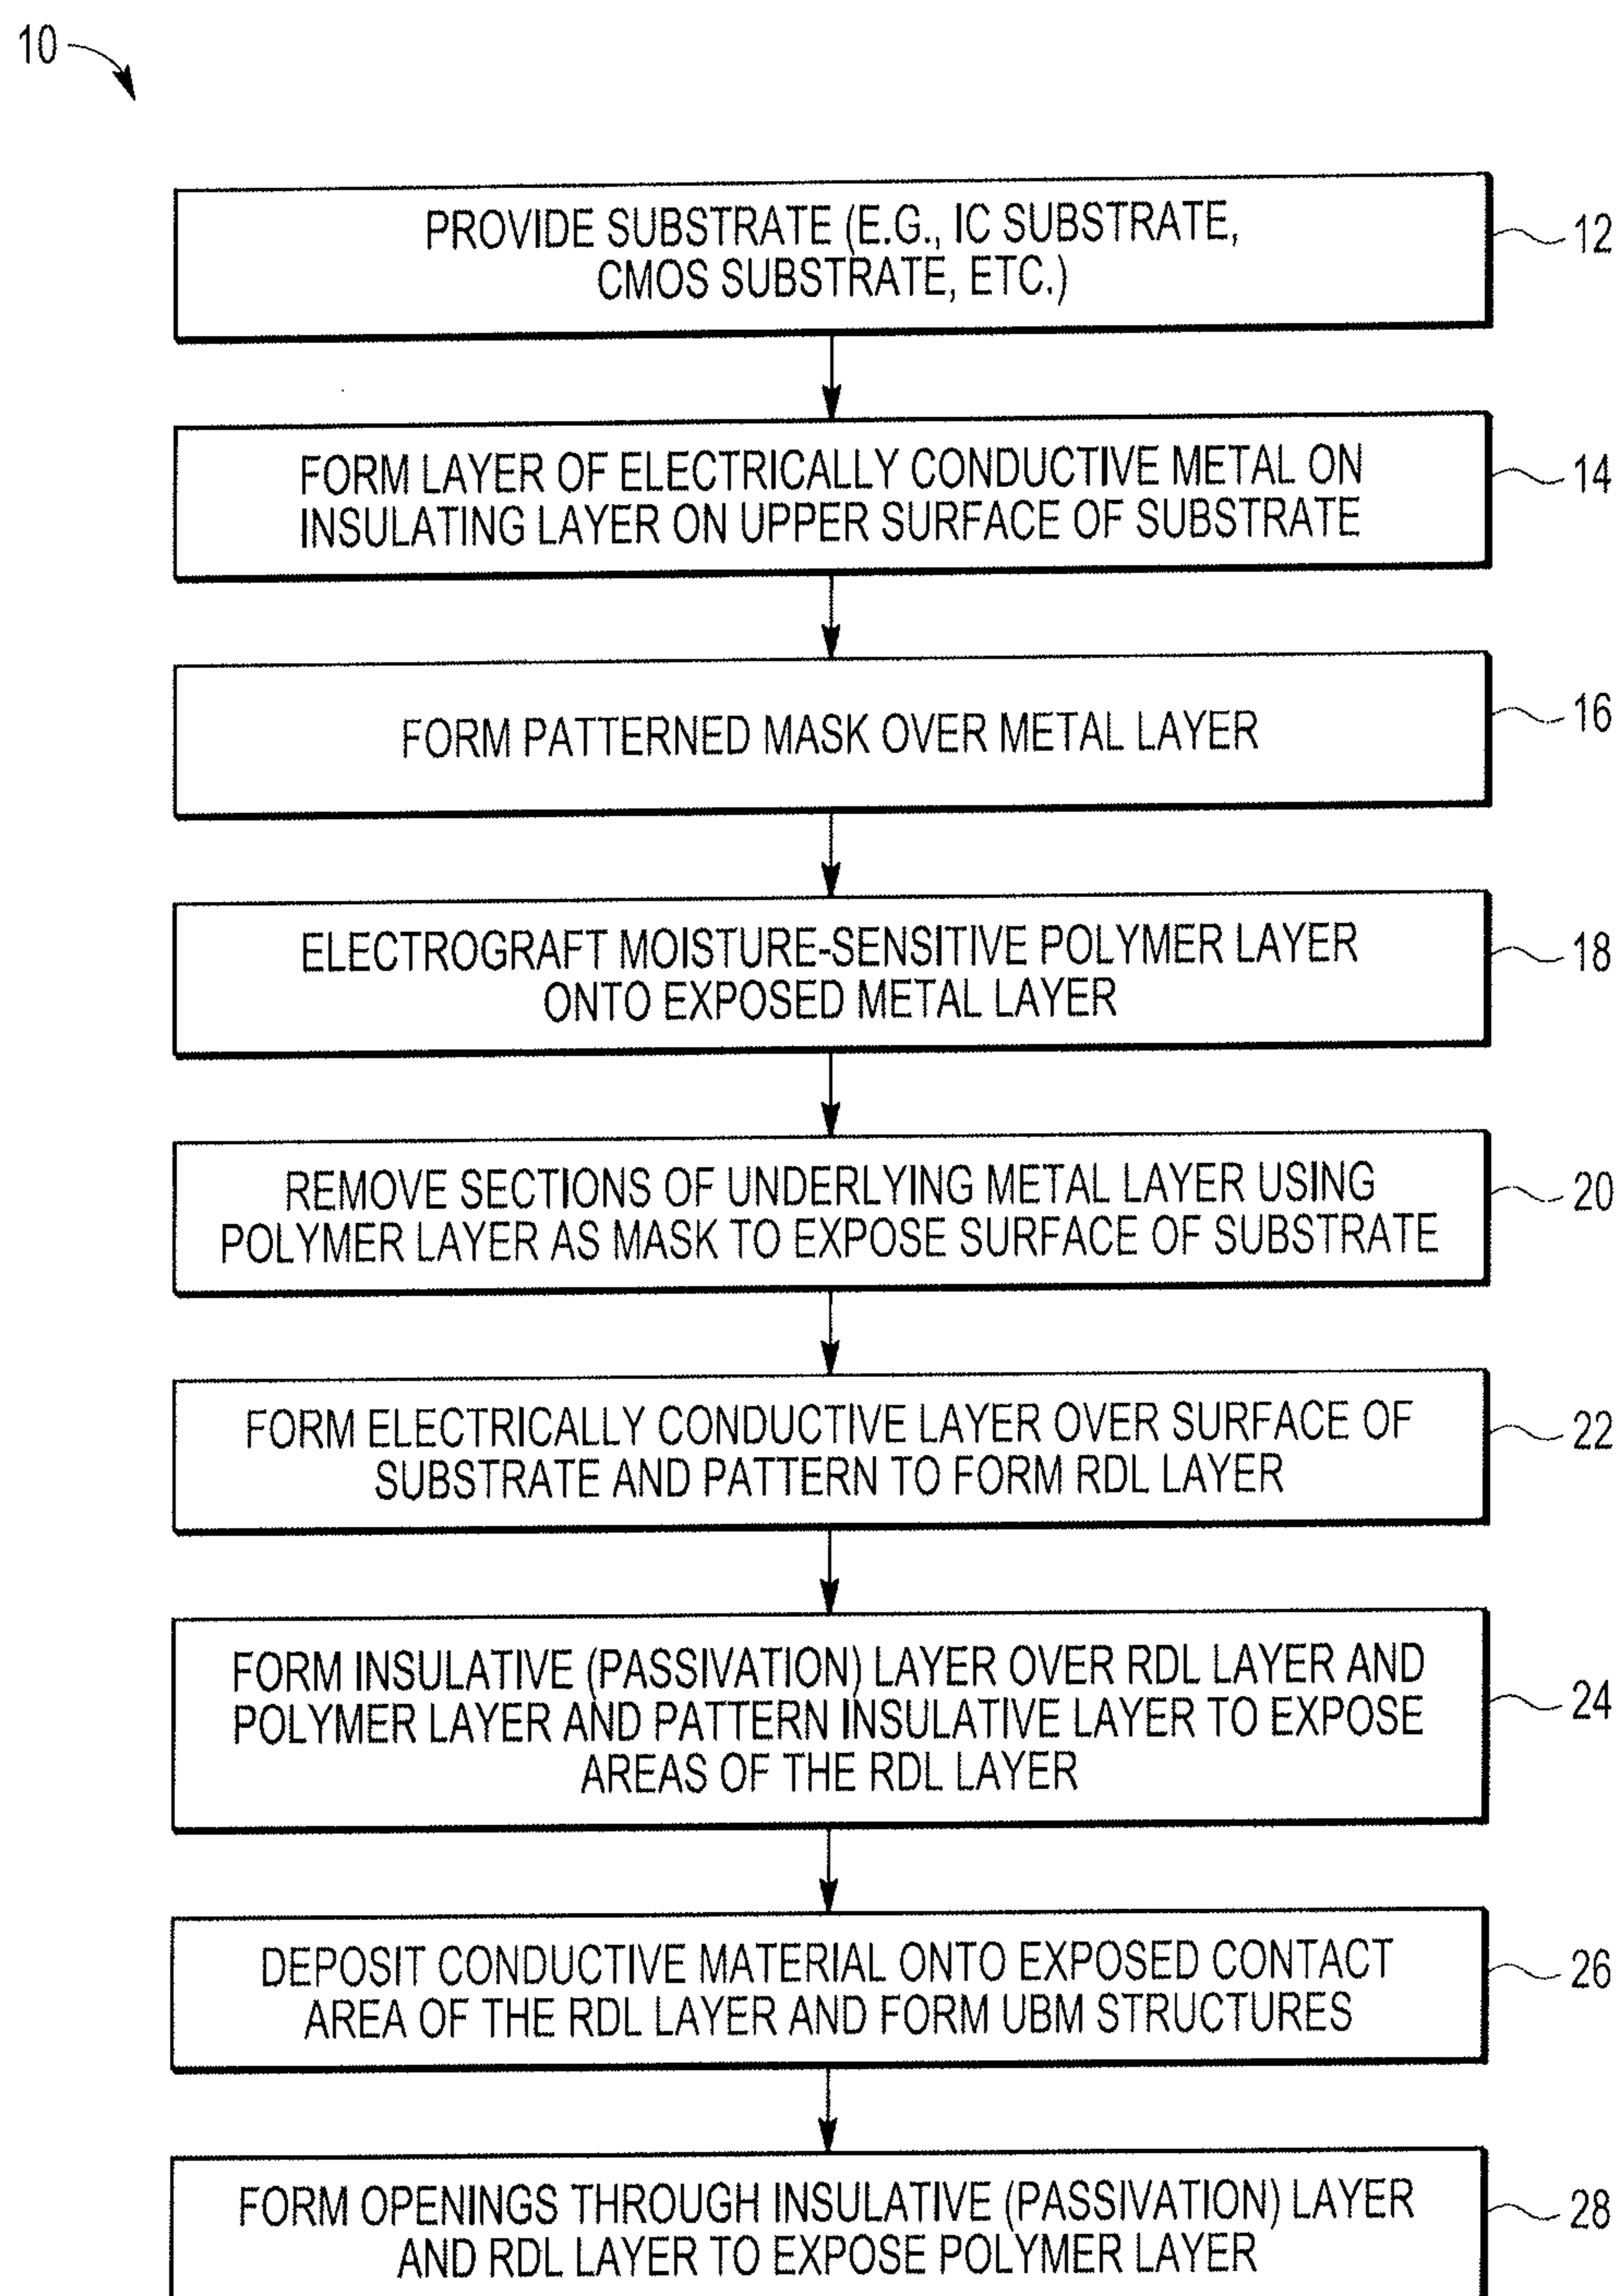 10
PROVIDE SUBSTRATE (E.G., IC SUBSTRATE,
CMOS SUBSTRATE, ETC.)
12
FORM LAYER OF ELECTRICALLY CONDUCTIVE METAL ON
INSULATING LAYER ON UPPER SURFACE OF SUBSTRATE
14
FORM PATTERNED MASK OVER METAL LAYER
16
ELECTROGRAFT MOISTURE-SENSITIVE POLYMER LAYER
ONTO EXPOSED METAL LAYER
18
REMOVE SECTIONS OF UNDERLYING METAL LAYER USING
POLYMER LAYER AS MASK TO EXPOSE SURFACE OF SUBSTRATE
20
FORM ELECTRICALLY CONDUCTIVE LAYER OVER SURFACE OF
SUBSTRATE AND PATTERN TO FORM RDL LAYER
22
FORM INSULATIVE (PASSIVATION) LAYER OVER RDL LAYER AND
POLYMER LAYER AND PATTERN INSULATIVE LAYER TO EXPOSE
AREAS OF THE RDL LAYER
24
DEPOSIT CONDUCTIVE MATERIAL ONTO EXPOSED CONTACT
AREA OF THE RDL LAYER AND FORM UBM STRUCTURES
26
FORM OPENINGS THROUGH INSULATIVE (PASSIVATION) LAYER
AND RDL LAYER TO EXPOSE POLYMER LAYER
28